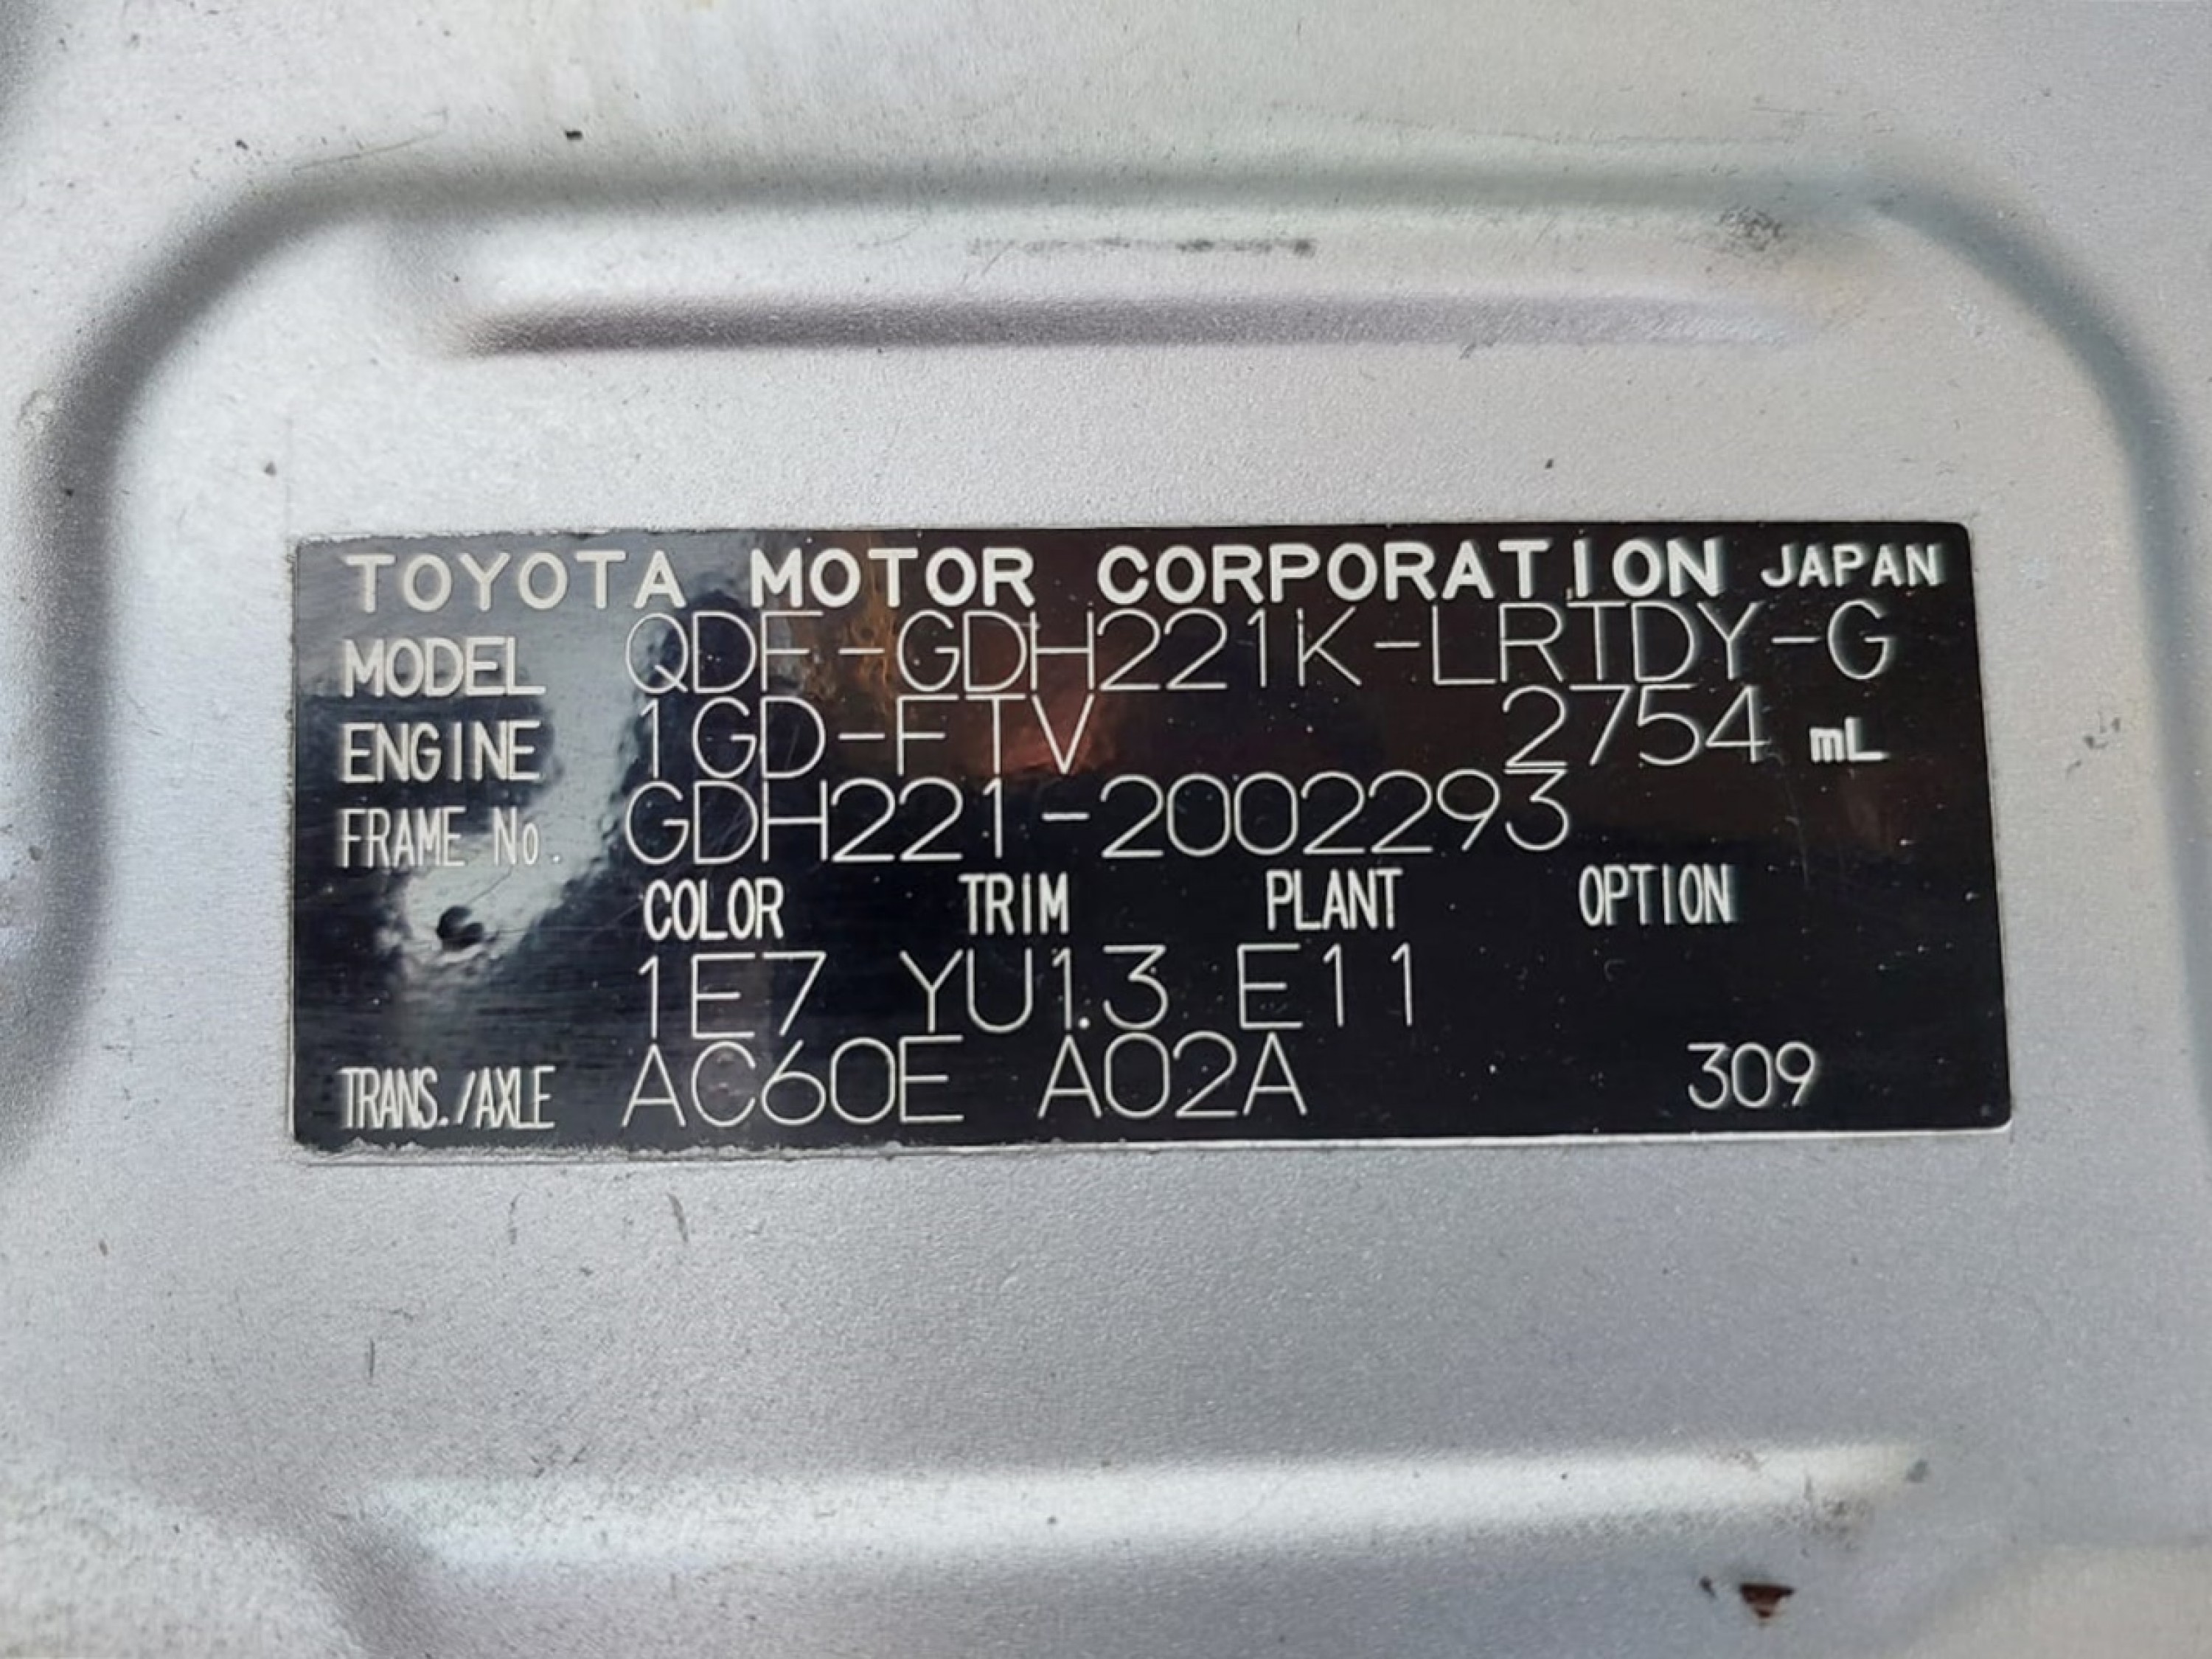 TOYOTA MOTOR CORPORATION JAPAN
MODEL QDF-GDH221K-LRTDY-G
ENGINE 1GD-FTV 2754 mL
FRAME No. GDH221-2002293
COLOR TRIM PLANT OPTION
1E7 YU13 E11
TRANS./AXLE AC60E A02A 309